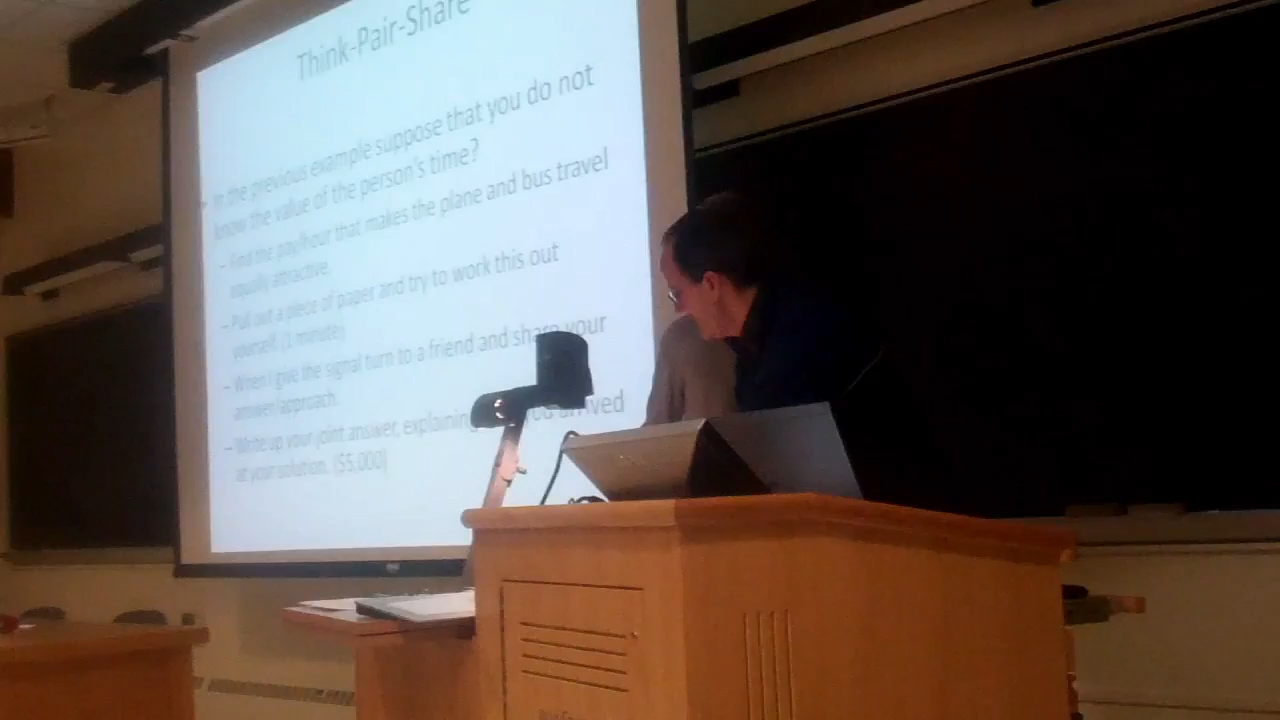 Think-Pair-Share
In the previous example suppose that you do not
know the value of the person's time?
– Find the pay/hour that makes the plane and bus travel
equally attractive.
– Pull out a piece of paper and try to work this out
yourself. (1 minute)
– When I give the signal turn to a friend and share your
answer/approach.
– Write up your joint answer, explaining you arrived
at your solution. ($5,000)